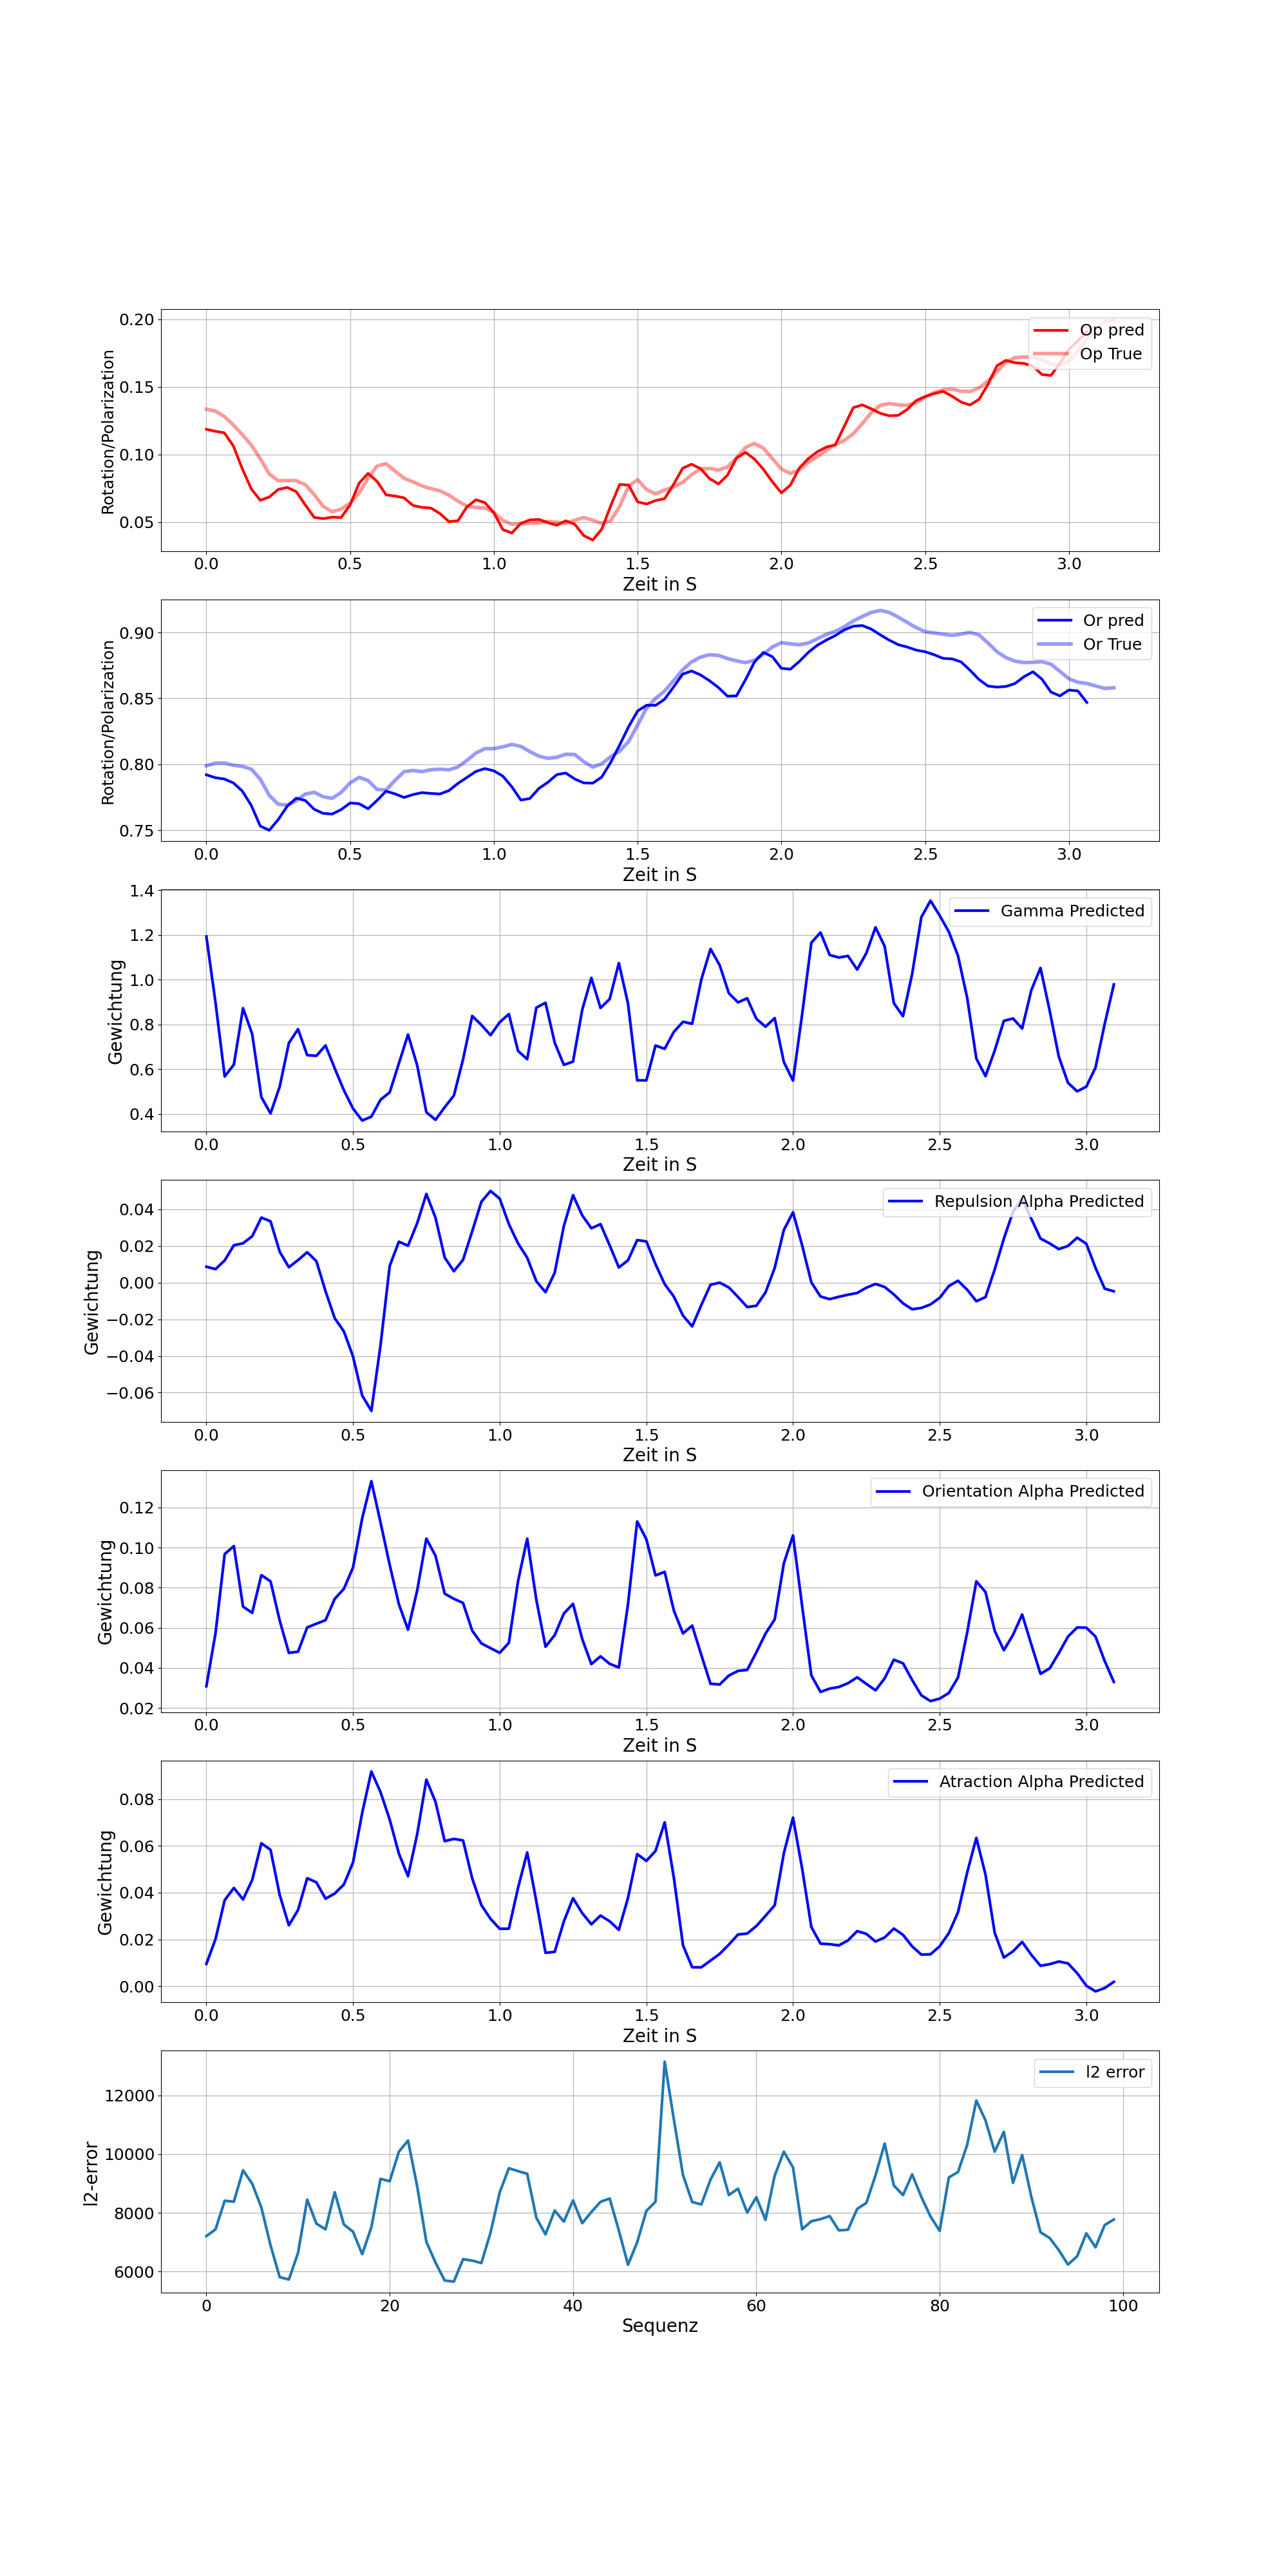 0.20
0.15
0.10
0.05
Rotation/Polarization
Op pred
Op True
0.0 0.5 1.0 1.5 2.0 2.5 3.0
Zeit in S
0.90
0.85
0.80
0.75
Rotation/Polarization
Or pred
Or True
0.0 0.5 1.0 1.5 2.0 2.5 3.0
Zeit in S
1.4
1.2
1.0
0.8
0.6
0.4
Gewichtung
Gamma Predicted
0.0 0.5 1.0 1.5 2.0 2.5 3.0
Zeit in S
0.04
0.02
0.00
−0.02
−0.04
−0.06
Gewichtung
Repulsion Alpha Predicted
0.0 0.5 1.0 1.5 2.0 2.5 3.0
Zeit in S
0.12
0.10
0.08
0.06
0.04
0.02
Gewichtung
Orientation Alpha Predicted
0.0 0.5 1.0 1.5 2.0 2.5 3.0
Zeit in S
0.08
0.06
0.04
0.02
0.00
Gewichtung
Atraction Alpha Predicted
0.0 0.5 1.0 1.5 2.0 2.5 3.0
Zeit in S
12000
10000
8000
6000
l2-error
l2 error
0 20 40 60 80 100
Sequenz